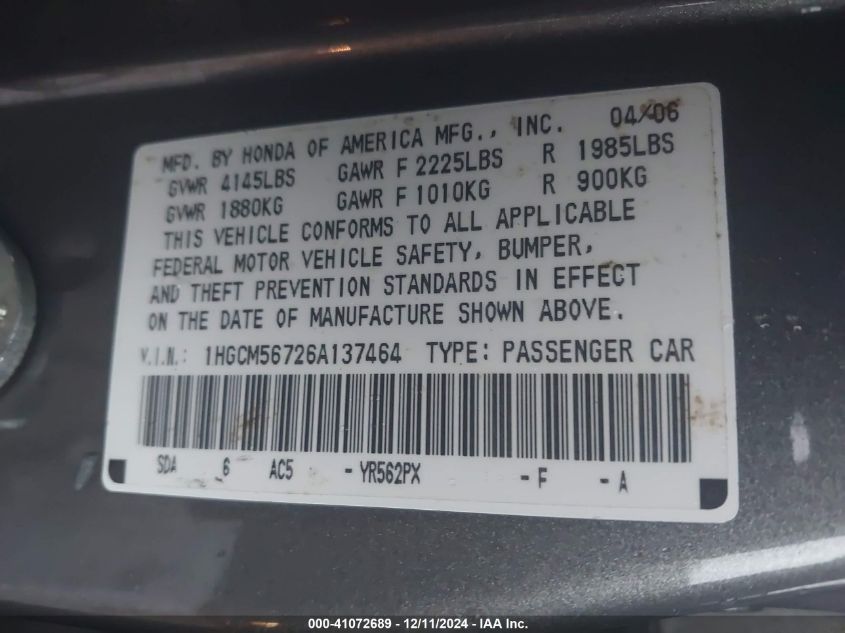 MFD. BY HONDA OF AMERICA MFG., INC. 04/06
GVWR 4145LBS GAWR F 2225LBS R 1985LBS
GVWR 1880KG GAWR F 1010KG R 900KG
THIS VEHICLE CONFORMS TO ALL APPLICABLE
FEDERAL MOTOR VEHICLE SAFETY, BUMPER,
AND THEFT PREVENTION STANDARDS IN EFFECT
ON THE DATE OF MANUFACTURE SHOWN ABOVE.
V.I.N.: 1HGCM56726A137464 TYPE: PASSENGER CAR
SDA 6 AC5 -YR562PX -F -A
000-41072689 - 12/11/2024 - IAA Inc.